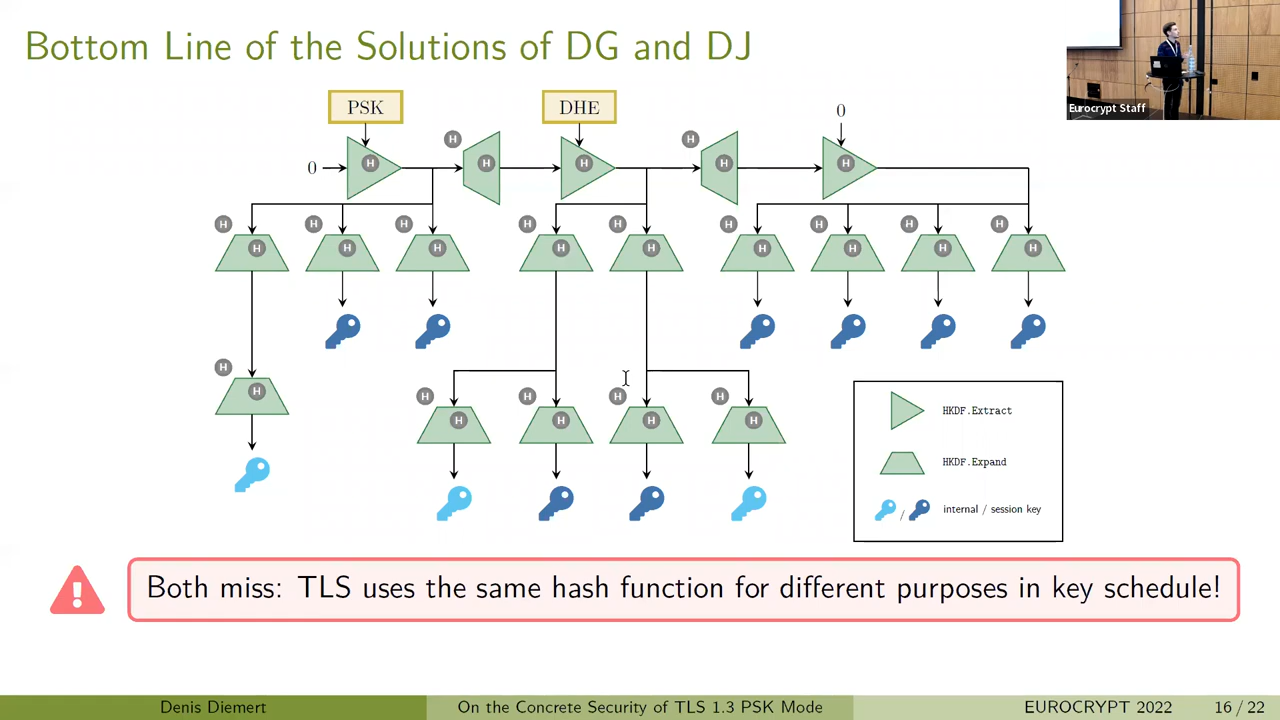 Bottom Line of the Solutions of DG and DJ
Eurocrypt Staff
PSK
DHE
0
0
H H H H
H H H H H
H H H H H H H H H
H H H H H H H H H
H
H
H H H H
H H H H
HKDF.Extract
HKDF.Expand
/ internal / session key
!
Both miss: TLS uses the same hash function for different purposes in key schedule!
Denis Diemert
On the Concrete Security of TLS 1.3 PSK Mode
EUROCRYPT 2022
16 / 22